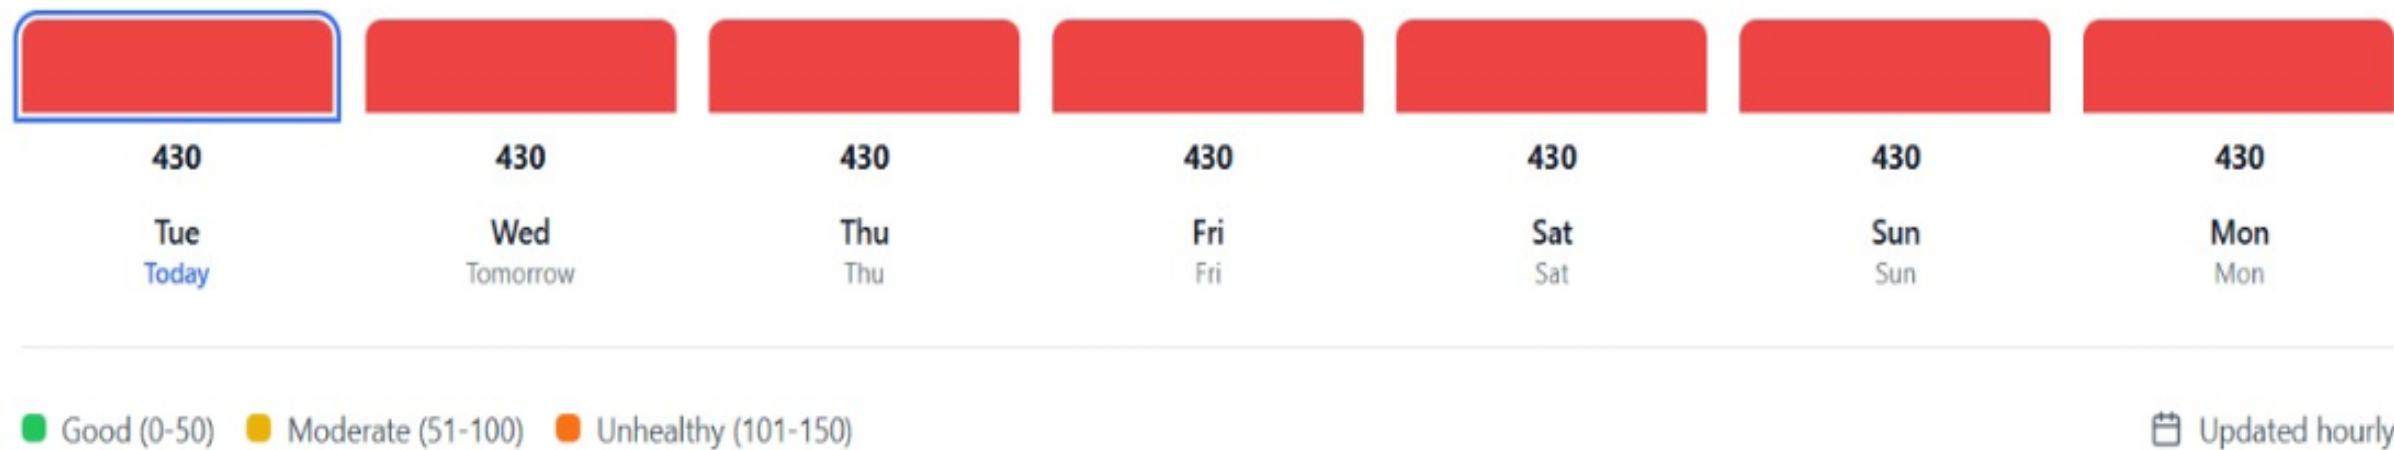 430 430 430 430 430 430 430
Tue Wed Thu Fri Sat Sun Mon
Today Tomorrow Thu Fri Sat Sun Mon
Good (0-50) Moderate (51-100) Unhealthy (101-150) Updated hourly